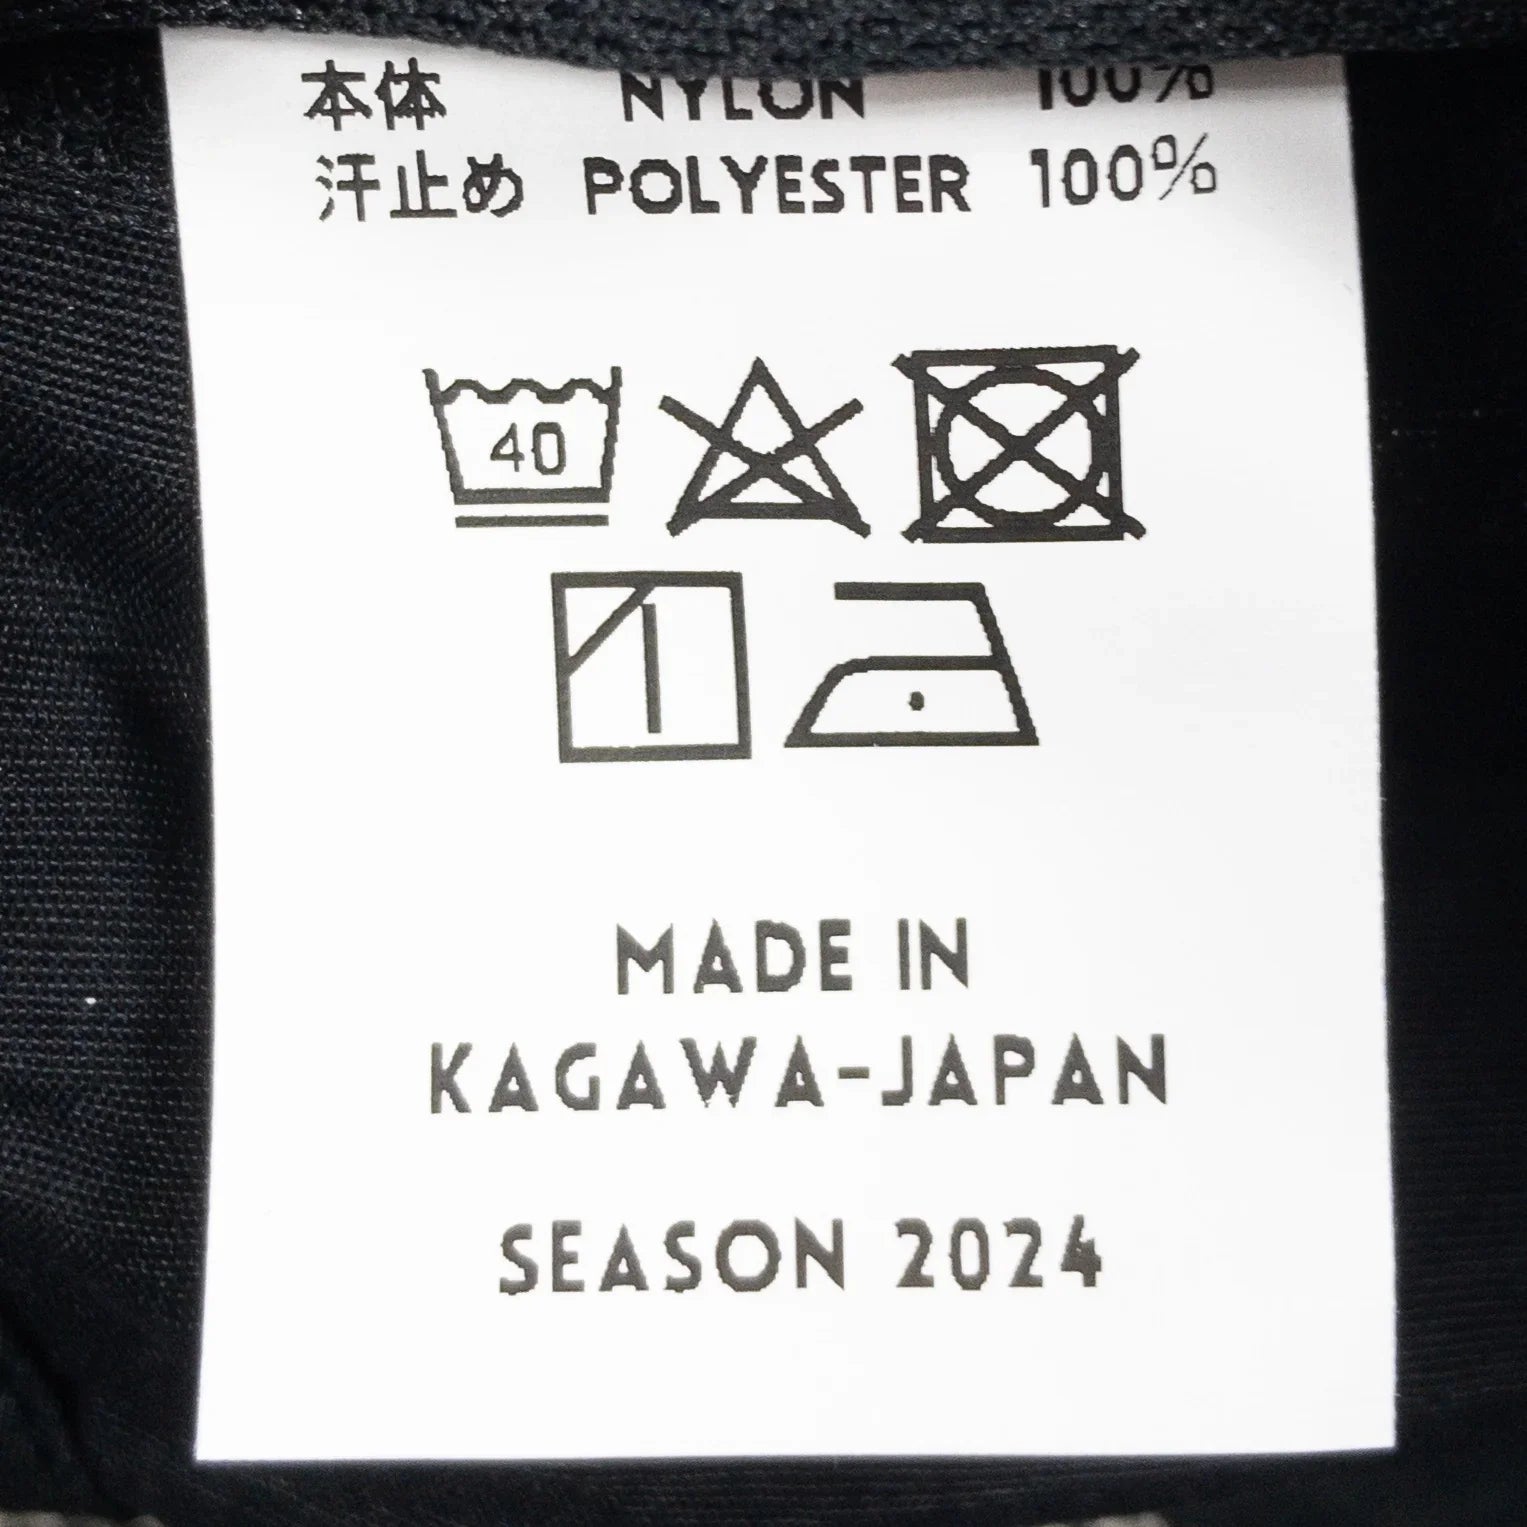 本体 NYLON 100%
汗止め POLYESTER 100%
40
MADE IN
KAGAWA-JAPAN
SEASON 2024